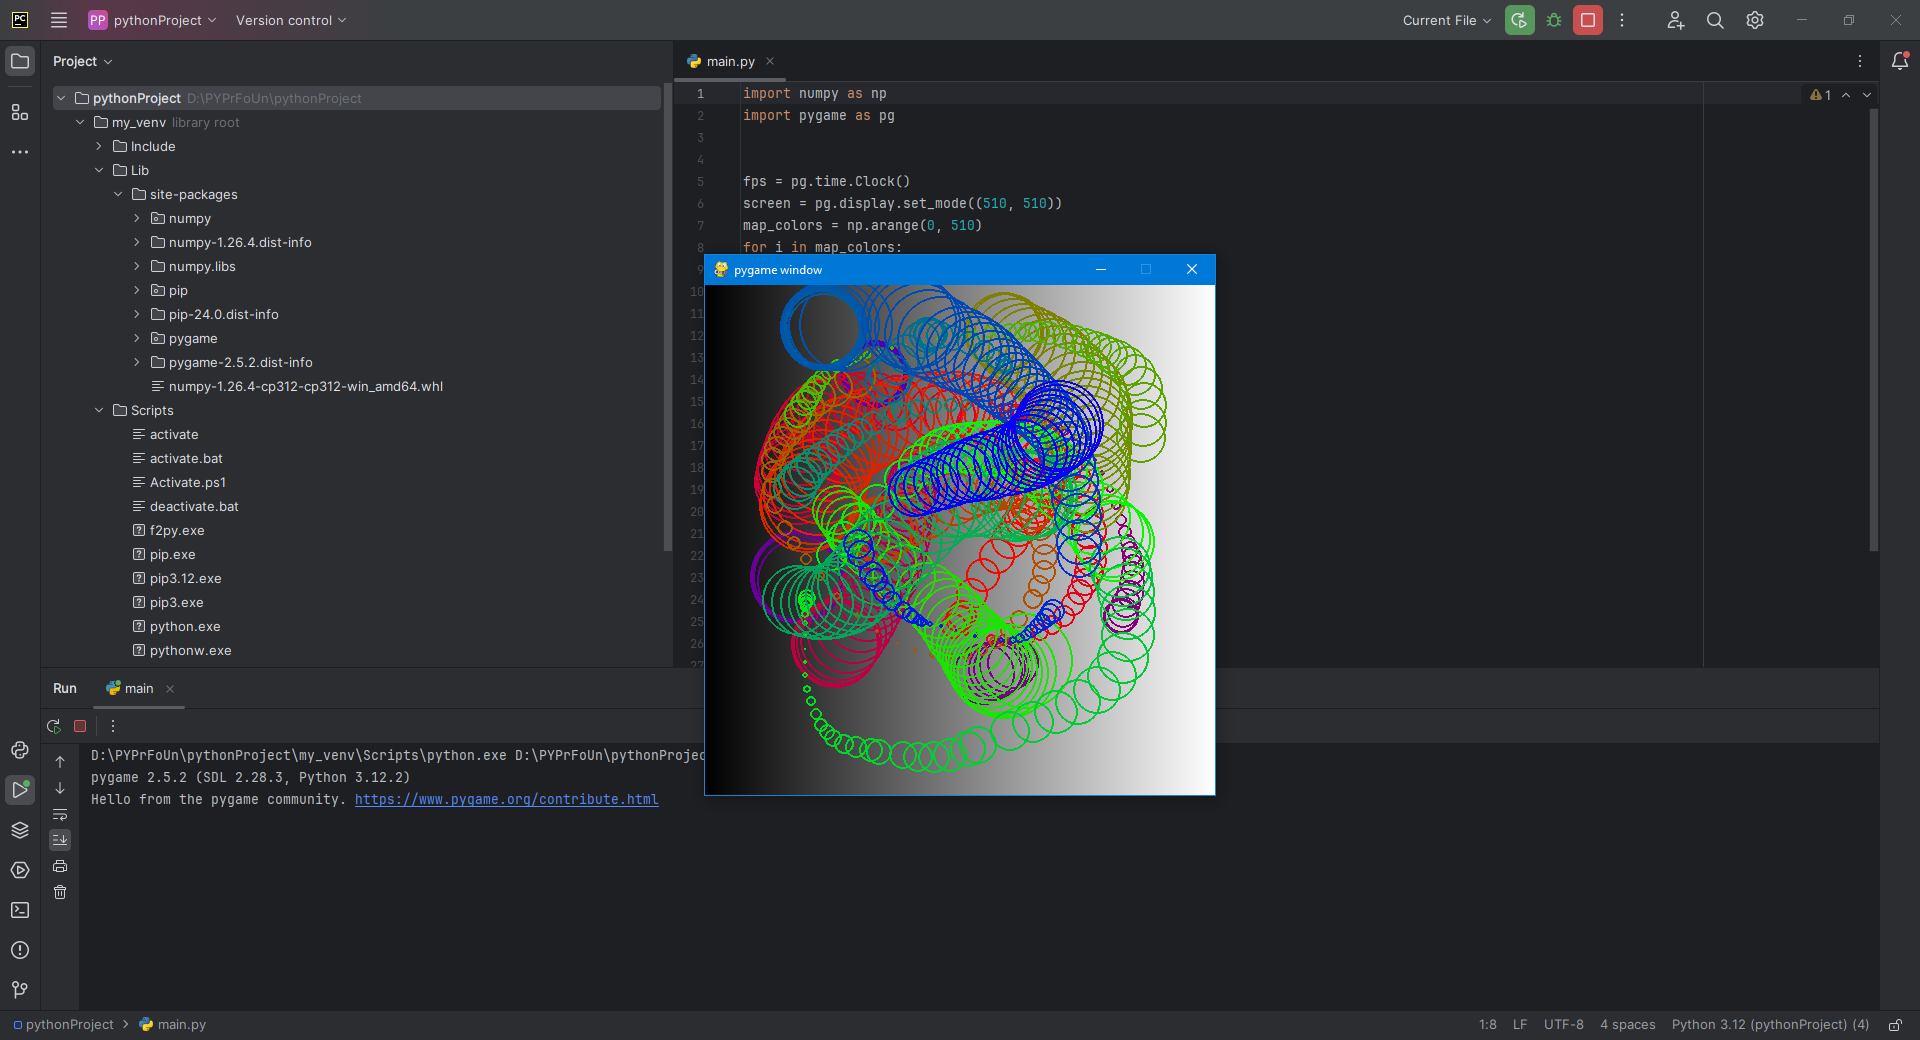 PC
PP pythonProject
Version control
Current File
Project
main.py
pythonProject D:\PYPrFoUn\pythonProject
my_venv library root
Include
Lib
site-packages
numpy
numpy-1.26.4.dist-info
numpy.libs
pip
pip-24.0.dist-info
pygame
pygame-2.5.2.dist-info
numpy-1.26.4-cp312-cp312-win_amd64.whl
Scripts
activate
activate.bat
Activate.ps1
deactivate.bat
f2py.exe
pip.exe
pip3.12.exe
pip3.exe
python.exe
pythonw.exe
1 import numpy as np
2 import pygame as pg
3
4
5 fps = pg.time.Clock()
6 screen = pg.display.set_mode((510, 510))
7 map_colors = np.arange(0, 510)
8 for i in map_colors:
9
10
11
12
13
14
15
16
17
18
19
20
21
22
23
24
25
26
27
1
pygame window
Run
main
D:\PYPrFoUn\pythonProject\my_venv\Scripts\python.exe D:\PYPrFoUn\pythonProjec
pygame 2.5.2 (SDL 2.28.3, Python 3.12.2)
Hello from the pygame community. https://www.pygame.org/contribute.html
pythonProject
main.py
1:8
LF
UTF-8
4 spaces
Python 3.12 (pythonProject) (4)